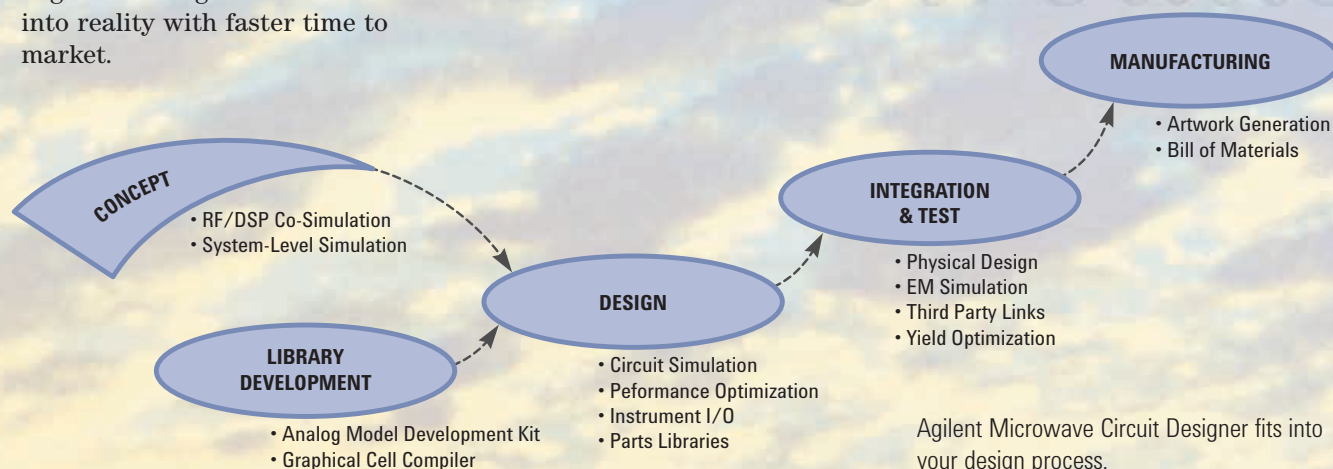 into reality with faster time to
market.
MANUFACTURING
• Artwork Generation
• Bill of Materials
CONCEPT
• RF/DSP Co-Simulation
• System-Level Simulation
INTEGRATION
& TEST
• Physical Design
• EM Simulation
• Third Party Links
• Yield Optimization
DESIGN
• Circuit Simulation
• Peformance Optimization
• Instrument I/O
• Parts Libraries
LIBRARY
DEVELOPMENT
• Analog Model Development Kit
• Graphical Cell Compiler
Agilent Microwave Circuit Designer fits into
your design process.